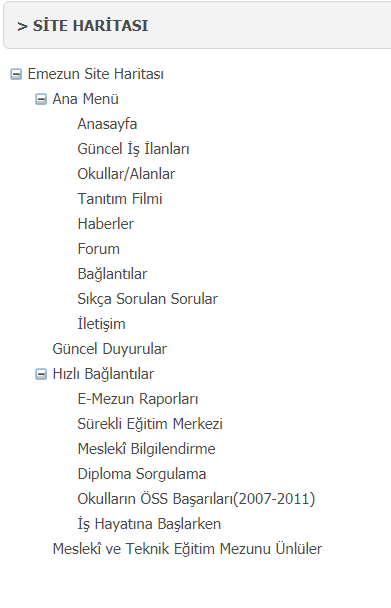 > SİTE HARİTASI
Emezun Site Haritası
Ana Menü
Anasayfa
Güncel İş İlanları
Okullar/Alanlar
Tanıtım Filmi
Haberler
Forum
Bağlantılar
Sıkça Sorulan Sorular
İletişim
Güncel Duyurular
Hızlı Bağlantılar
E-Mezun Raporları
Sürekli Eğitim Merkezi
Meslekî Bilgilendirme
Diploma Sorgulama
Okulların ÖSS Başarıları(2007-2011)
İş Hayatına Başlarken
Meslekî ve Teknik Eğitim Mezunu Ünlüler